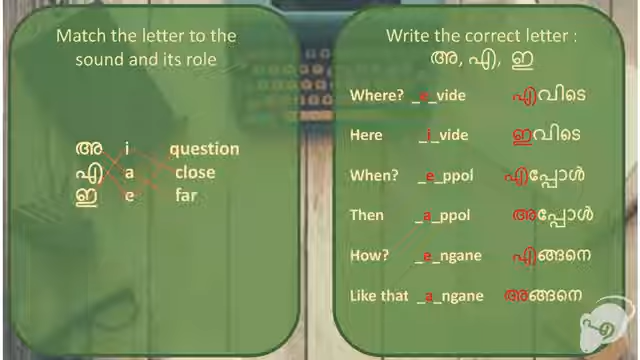 Match the letter to the
sound and its role
അ i question
എ a close
ഇ e far
Write the correct letter :
അ, എ, ഇ
Where? _e_vide എവിടെ
Here _i_vide ഇവിടെ
When? _e_ppol എപ്പോൾ
Then _a_ppol അപ്പോൾ
How? _e_ngane എങ്ങനെ
Like that _a_ngane അങ്ങനെ